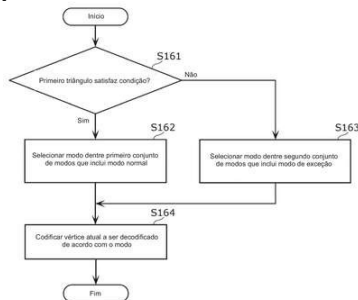 Início
S161
Primeiro triângulo satisfaz condição?
Não
Sim
S162
Selecionar modo dentre primeiro conjunto
de modos que inclui modo normal
S163
Selecionar modo dentre segundo conjunto
de modos que inclui modo de exceção
S164
Codificar vértice atual a ser decodificado
de acordo com o modo
Fim